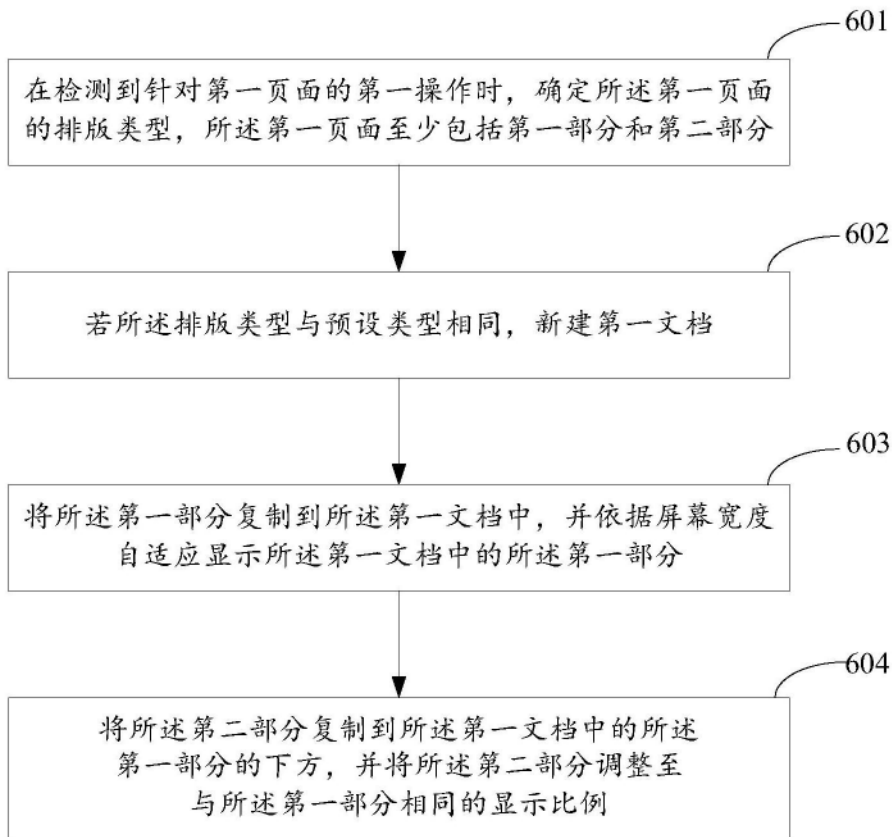 601
在检测到针对第一页面的第一操作时，确定所述第一页面
的排版类型，所述第一页面至少包括第一部分和第二部分
602
若所述排版类型与预设类型相同，新建第一文档
603
将所述第一部分复制到所述第一文档中，并依据屏幕宽度
自适应显示所述第一文档中的所述第一部分
604
将所述第二部分复制到所述第一文档中的所述
第一部分的下方，并将所述第二部分调整至
与所述第一部分相同的显示比例